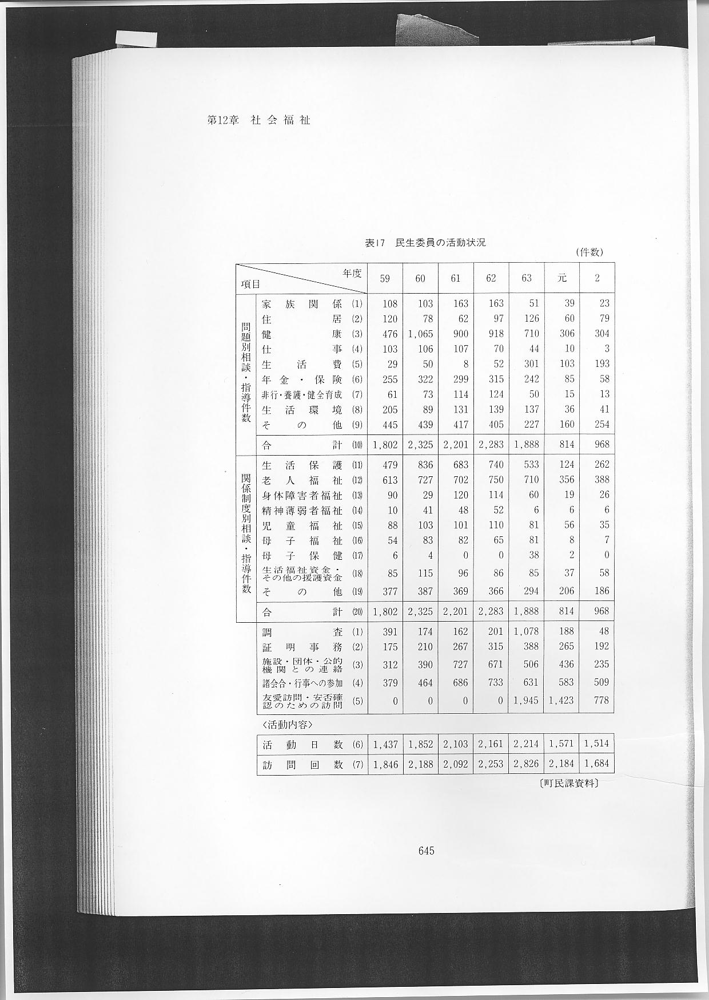 第12章 社会福祉
表17 民生委員の活動状況
(件数)
項目 年度 59 60 61 62 63 元 2
問題別相談・指導件数
家族関係 (1) 108 103 163 163 51 39 23
住居 (2) 120 78 62 97 126 60 79
健康 (3) 476 1,065 900 918 710 306 304
仕事 (4) 103 106 107 70 44 10 3
生活費 (5) 29 50 8 52 301 103 193
年金・保険 (6) 255 322 299 315 242 85 58
非行・養護・健全育成 (7) 61 73 114 124 50 15 13
生活環境 (8) 205 89 131 139 137 36 41
その他 (9) 445 439 417 405 227 160 254
合計 (10) 1,802 2,325 2,201 2,283 1,888 814 968
関係制度別相談・指導件数
生活保護 (11) 479 836 683 740 533 124 262
老人福祉 (12) 613 727 702 750 710 356 388
身体障害者福祉 (13) 90 29 120 114 60 19 26
精神薄弱者福祉 (14) 10 41 48 52 6 6 6
児童福祉 (15) 88 103 101 110 81 56 35
母子福祉 (16) 54 83 82 65 81 8 7
母子保健 (17) 6 4 0 0 38 2 0
生活福祉資金・
その他の援護資金 (18) 85 115 96 86 85 37 58
その他 (19) 377 387 369 366 294 206 186
合計 (20) 1,802 2,325 2,201 2,283 1,888 814 968
調査 (1) 391 174 162 201 1,078 188 48
証明事務 (2) 175 210 267 315 388 265 192
施設・団体・公的
機関との連絡 (3) 312 390 727 671 506 436 235
諸会合・行事への参加 (4) 379 464 686 733 631 583 509
友愛訪問・安否確
認のための訪問 (5) 0 0 0 0 1,945 1,423 778
〈活動内容〉
活動日数 (6) 1,437 1,852 2,103 2,161 2,214 1,571 1,514
訪問回数 (7) 1,846 2,188 2,092 2,253 2,826 2,184 1,684
〔町民課資料〕
645